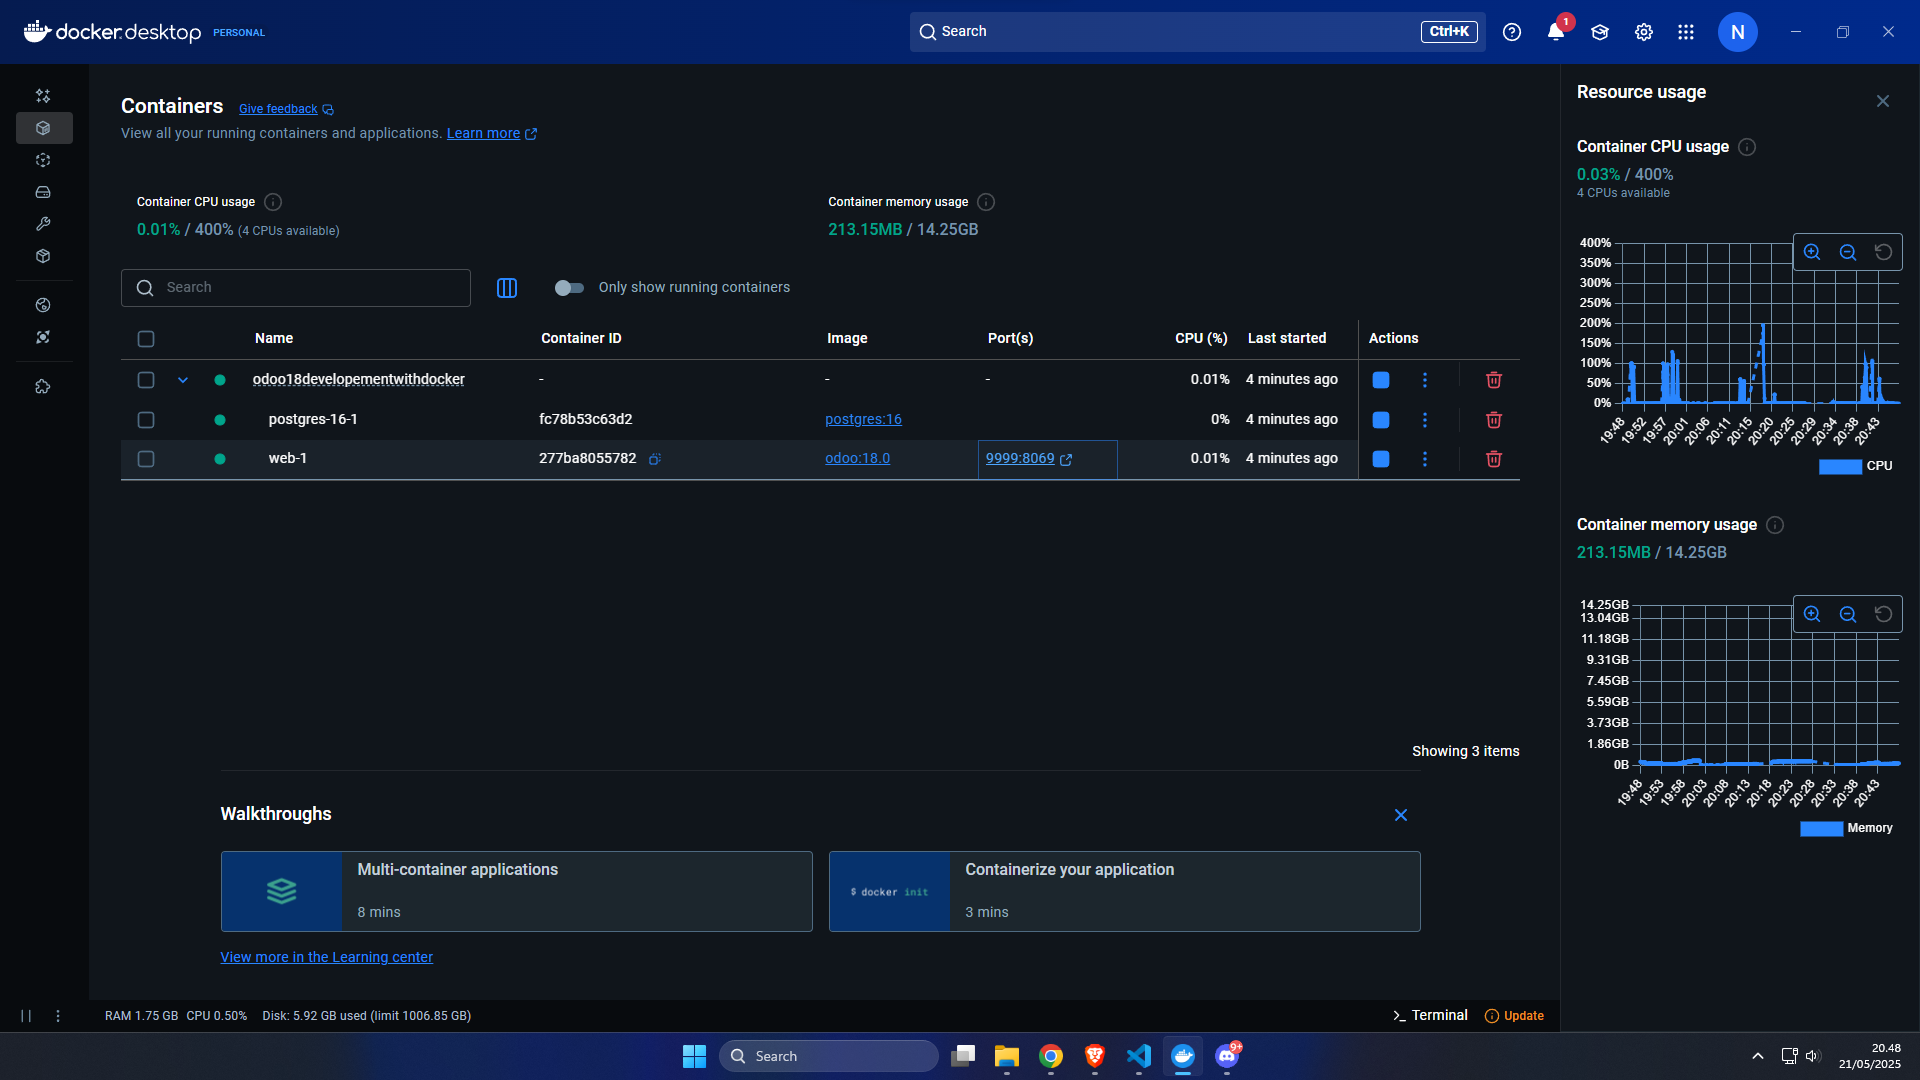 docker.desktop PERSONAL
Search Ctrl+K
1
N
Containers Give feedback
View all your running containers and applications. Learn more
Container CPU usage
0.01% / 400% (4 CPUs available)
Container memory usage
213.15MB / 14.25GB
Search
Only show running containers
Name Container ID Image Port(s) CPU (%) Last started Actions
odoo18developementwithdocker - - - 0.01% 4 minutes ago
postgres-16-1 fc78b53c63d2 postgres:16 0% 4 minutes ago
web-1 277ba8055782 odoo:18.0 9999:8069 0.01% 4 minutes ago
Showing 3 items
Walkthroughs
Multi-container applications
8 mins
$ docker init
Containerize your application
3 mins
View more in the Learning center
Resource usage
Container CPU usage
0.03% / 400%
4 CPUs available
400%
350%
300%
250%
200%
150%
100%
50%
0%
19:48 19:52 19:57 20:01 20:06 20:11 20:15 20:20 20:25 20:29 20:34 20:38 20:43
CPU
Container memory usage
213.15MB / 14.25GB
14.25GB
13.04GB
11.18GB
9.31GB
7.45GB
5.59GB
3.73GB
1.86GB
0B
19:48 19:53 19:58 20:03 20:08 20:13 20:18 20:23 20:28 20:33 20:38 20:43
Memory
RAM 1.75 GB CPU 0.50% Disk: 5.92 GB used (limit 1006.85 GB)
Terminal Update
Search
9+
20.48
21/05/2025